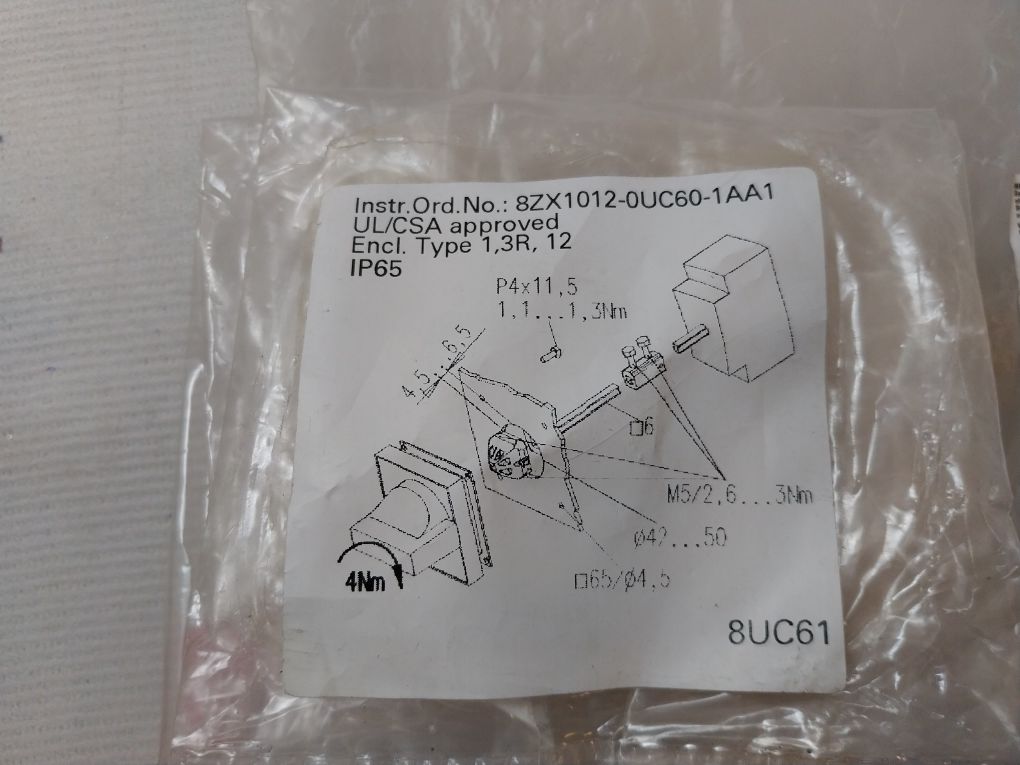 Instr.Ord.No.: 8ZX1012-0UC60-1AA1
UL/CSA approved
Encl. Type 1,3R, 12
IP65
P4x11,5
1,1...1,3Nm
4,5...6,5
□6
M5/2,6...3Nm
ø42...50
□65/ø4,5
4Nm
8UC61